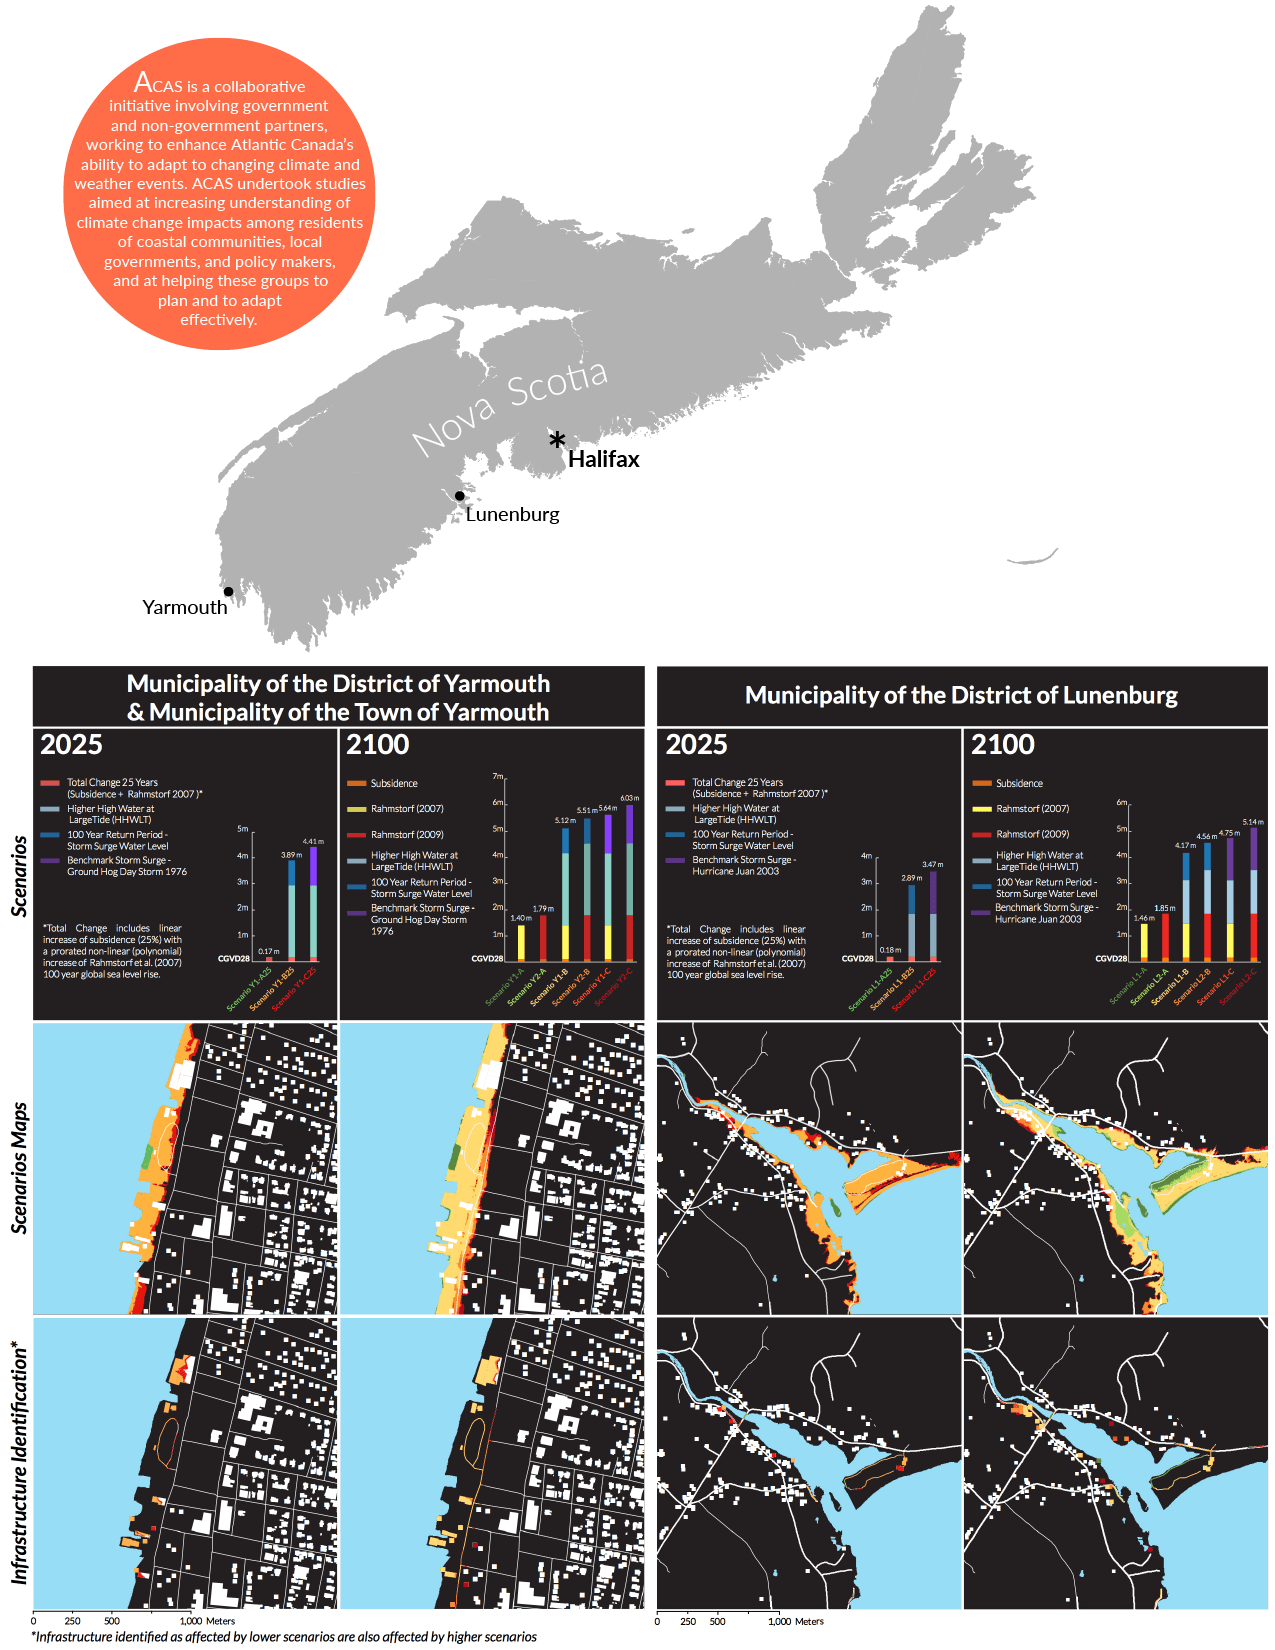 ACAS is a collaborative
initiative involving government
and non-government partners,
working to enhance Atlantic Canada's
ability to adapt to changing climate and
weather events. ACAS undertook studies
aimed at increasing understanding of
climate change impacts among residents
of coastal communities, local
governments, and policy makers,
and at helping these groups to
plan and to adapt
effectively.
Nova Scotia
Halifax
Lunenburg
Yarmouth
Municipality of the District of Yarmouth
& Municipality of the Town of Yarmouth
Municipality of the District of Lunenburg
Scenarios
2025
Total Change 25 Years
(Subsidence + Rahmstorf 2007 )*
Higher High Water at
LargeTide (HHWLT)
100 Year Return Period -
Storm Surge Water Level
Benchmark Storm Surge -
Ground Hog Day Storm 1976
*Total Change includes linear
increase of subsidence (25%) with
a prorated non-linear (polynomial)
increase of Rahmstorf et al. (2007)
100 year global sea level rise.
5m
4m
3m
2m
1m
CGVD28
0.17 m
3.89 m
4.41 m
Scenario Y1-A25
Scenario Y1-B25
Scenario Y1-C25
2100
Subsidence
Rahmstorf (2007)
Rahmstorf (2009)
Higher High Water at
LargeTide (HHWLT)
100 Year Return Period -
Storm Surge Water Level
Benchmark Storm Surge -
Ground Hog Day Storm
1976
7m
6m
5m
4m
3m
2m
1m
CGVD28
1.40 m
1.79 m
5.12 m
5.51 m
5.64 m
6.03 m
Scenario Y1-A
Scenario Y2-A
Scenario Y1-B
Scenario Y2-B
Scenario Y1-C
Scenario Y2-C
2025
Total Change 25 Years
(Subsidence + Rahmstorf 2007 )*
Higher High Water at
LargeTide (HHWLT)
100 Year Return Period -
Storm Surge Water Level
Benchmark Storm Surge -
Hurricane Juan 2003
*Total Change includes linear
increase of subsidence (25%) with
a prorated non-linear (polynomial)
increase of Rahmstorf et al. (2007)
100 year global sea level rise.
4m
3m
2m
1m
CGVD28
0.18 m
2.89 m
3.47 m
Scenario L1-A25
Scenario L1-B25
Scenario L1-C25
2100
Subsidence
Rahmstorf (2007)
Rahmstorf (2009)
Higher High Water at
LargeTide (HHWLT)
100 Year Return Period -
Storm Surge Water Level
Benchmark Storm Surge -
Hurricane Juan 2003
6m
5m
4m
3m
2m
1m
CGVD28
1.46 m
1.85 m
4.17 m
4.56 m
4.75 m
5.14 m
Scenario L1-A
Scenario L2-A
Scenario L1-B
Scenario L2-B
Scenario L1-C
Scenario L2-C
Scenarios Maps
Infrastructure Identification*
0 250 500 1,000 Meters
0 250 500 1,000 Meters
*Infrastructure identified as affected by lower scenarios are also affected by higher scenarios